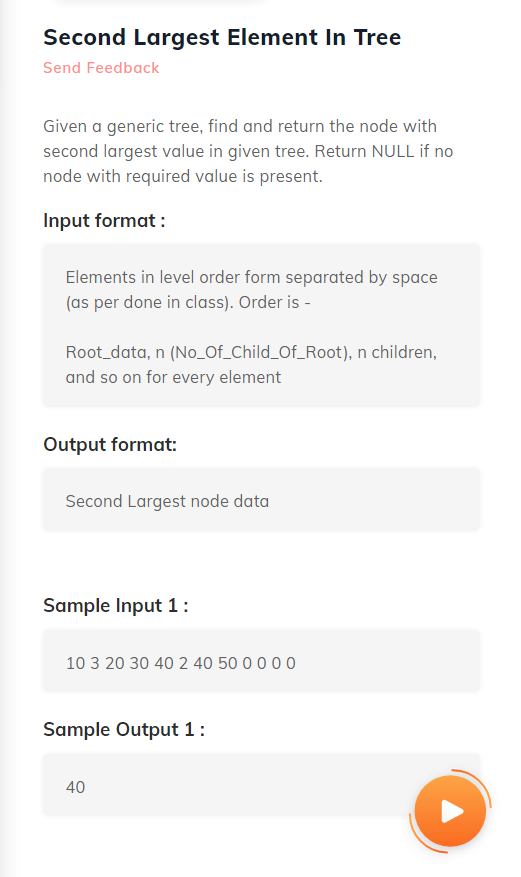 Second Largest Element In Tree
Send Feedback
Given a generic tree, find and return the node with
second largest value in given tree. Return NULL if no
node with required value is present.
Input format :
Elements in level order form separated by space
(as per done in class). Order is -
Root_data, n (No_Of_Child_Of_Root), n children,
and so on for every element
Output format:
Second Largest node data
Sample Input 1 :
10 3 20 30 40 2 40 50 0 0 0 0
Sample Output 1 :
40